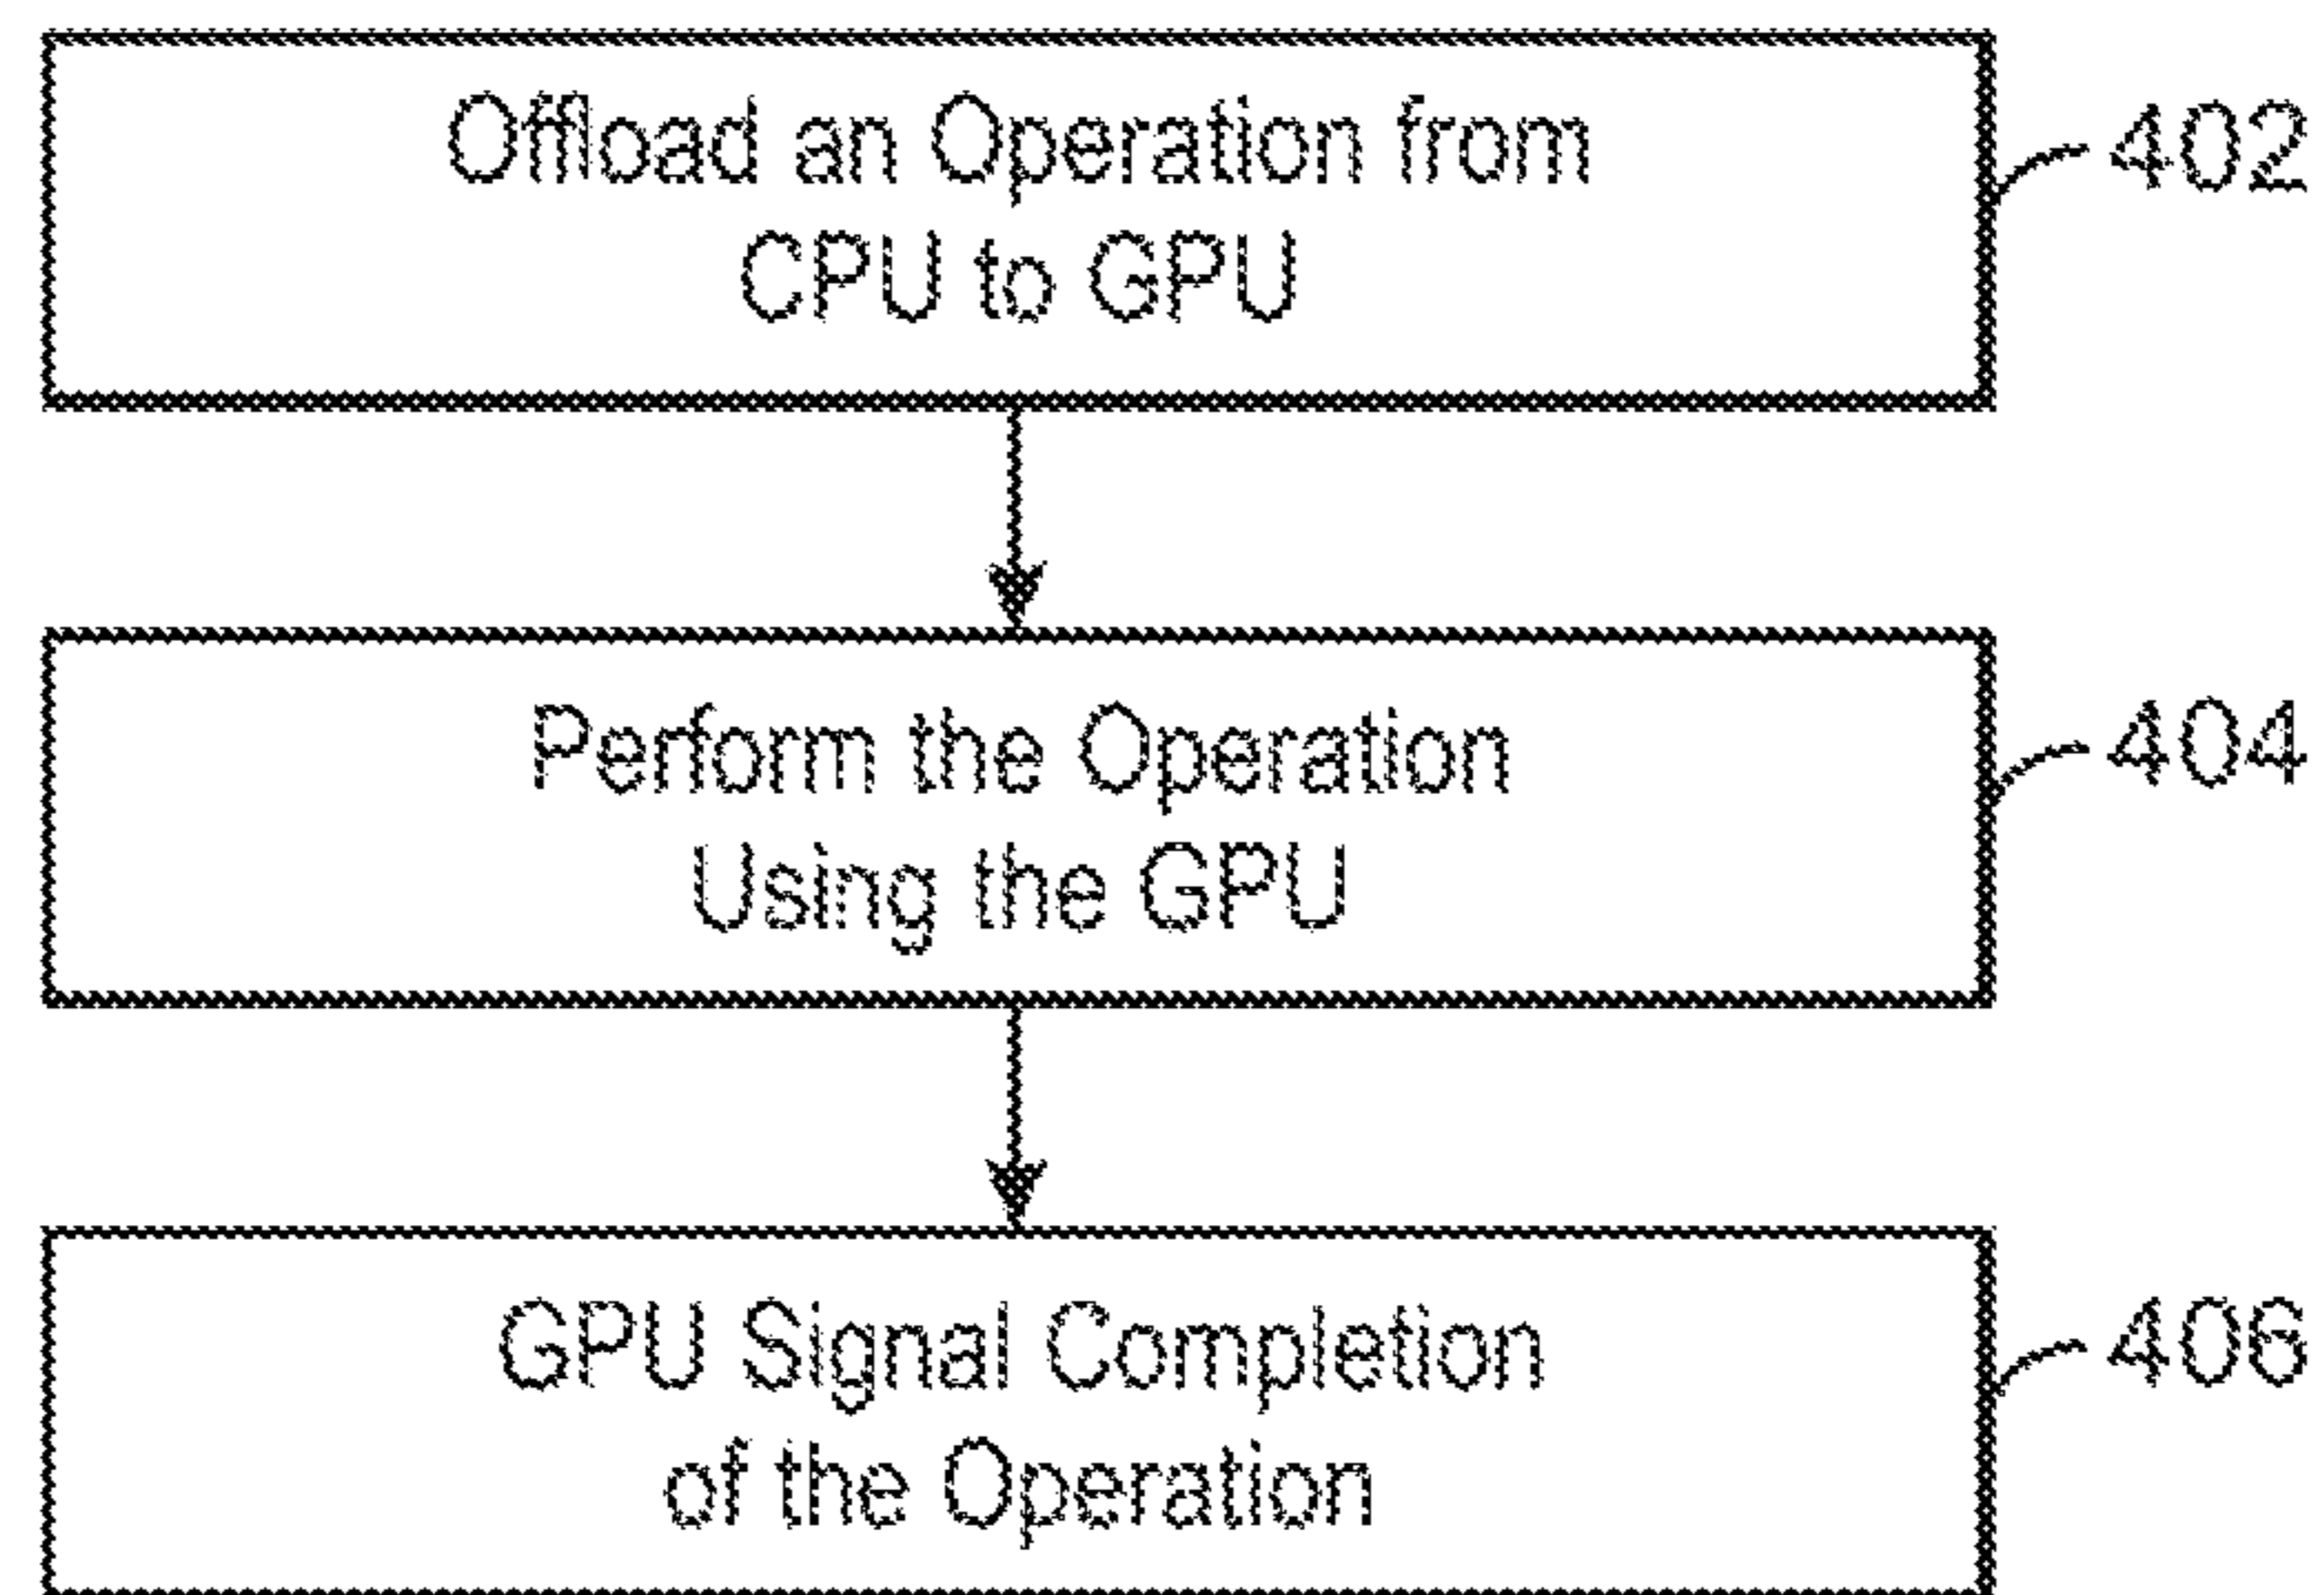 Offload an Operation from
CPU to GPU
402
Perform the Operation
Using the GPU
404
GPU Signal Completion
of the Operation
406